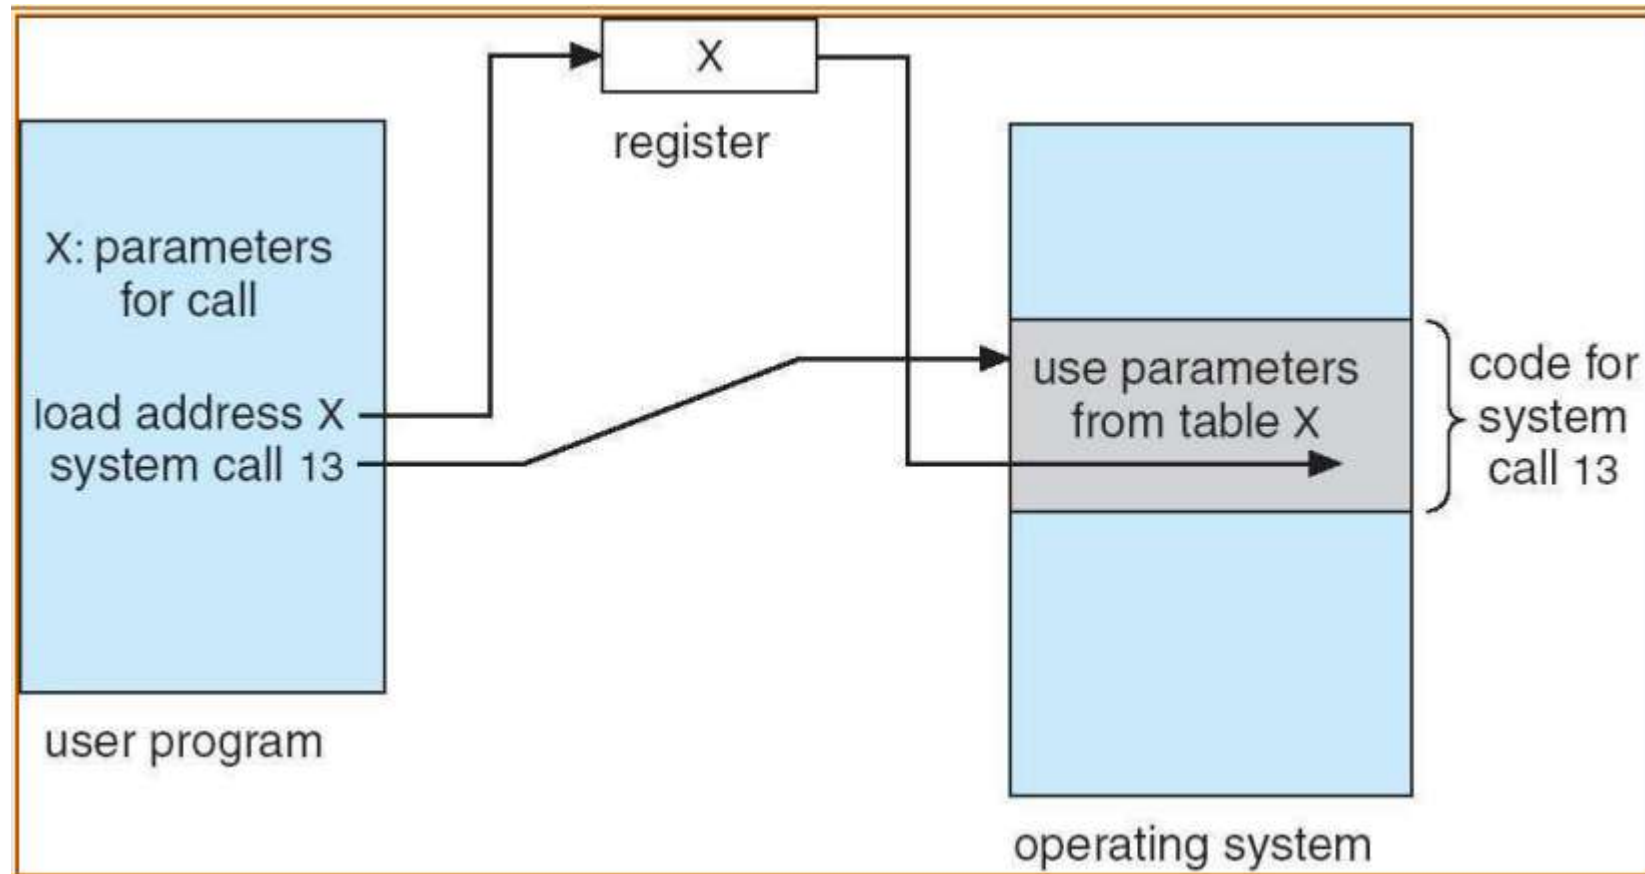 X
register
X: parameters
for call
load address X
system call 13
user program
use parameters
from table X
code for
system
call 13
operating system